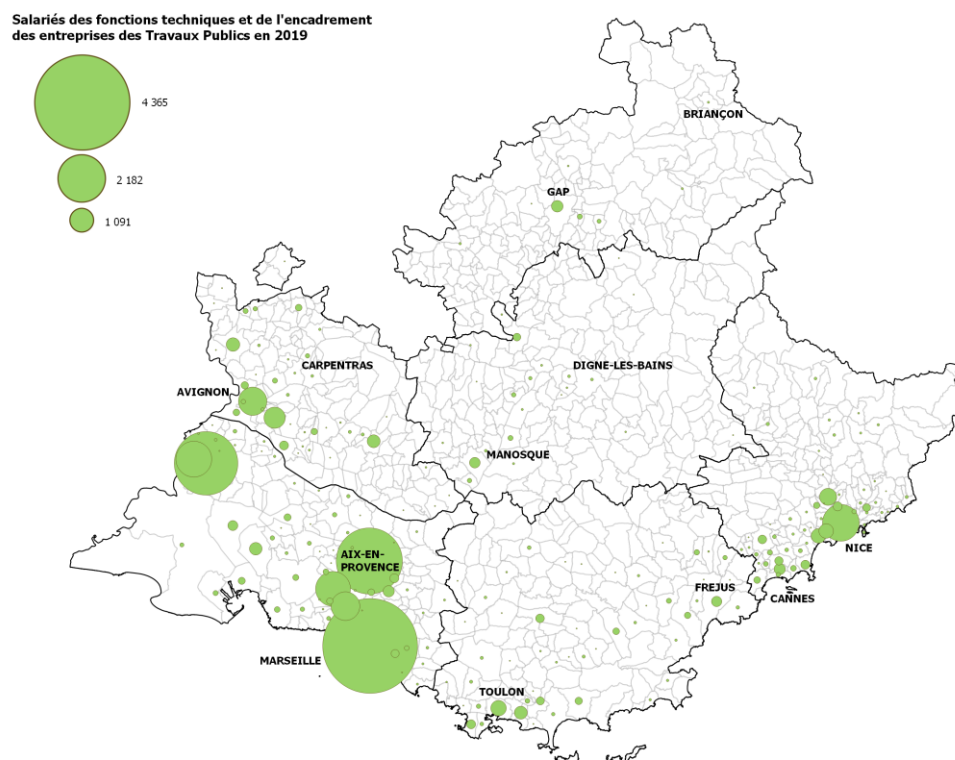 Salariés des fonctions techniques et de l'encadrement
des entreprises des Travaux Publics en 2019
4 365
2 182
1 091
BRIANÇON
GAP
CARPENTRAS
DIGNE-LES-BAINS
AVIGNON
MANOSQUE
AIX-EN-
PROVENCE
NICE
FREJUS
CANNES
MARSEILLE
TOULON